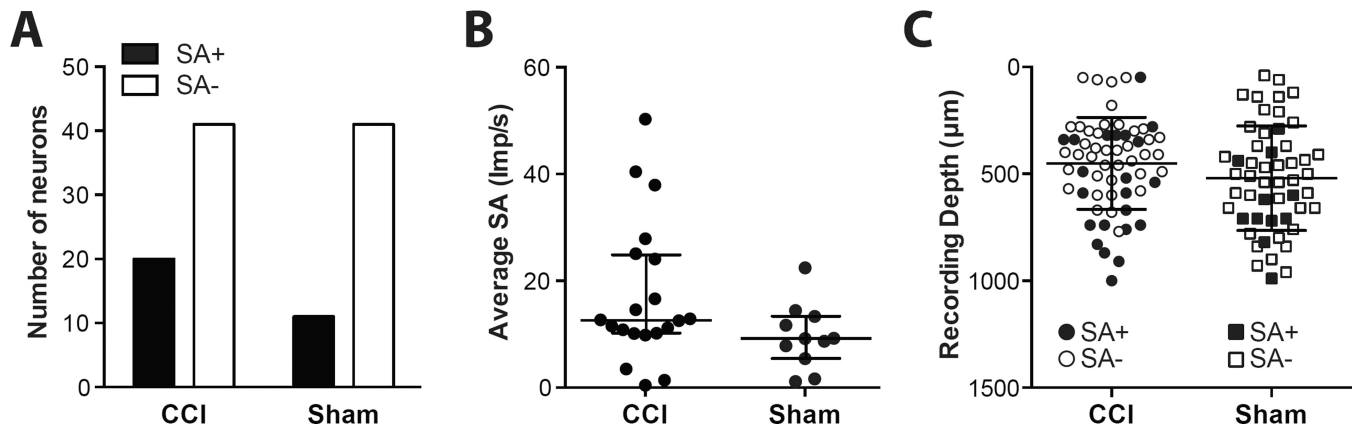 A
SA+
SA-
Number of neurons
50
40
30
20
10
0
CCI Sham
B
Average SA (Imp/s)
60
40
20
0
CCI Sham
C
Recording Depth (µm)
0
500
1000
1500
SA+ SA+
SA- SA-
CCI Sham